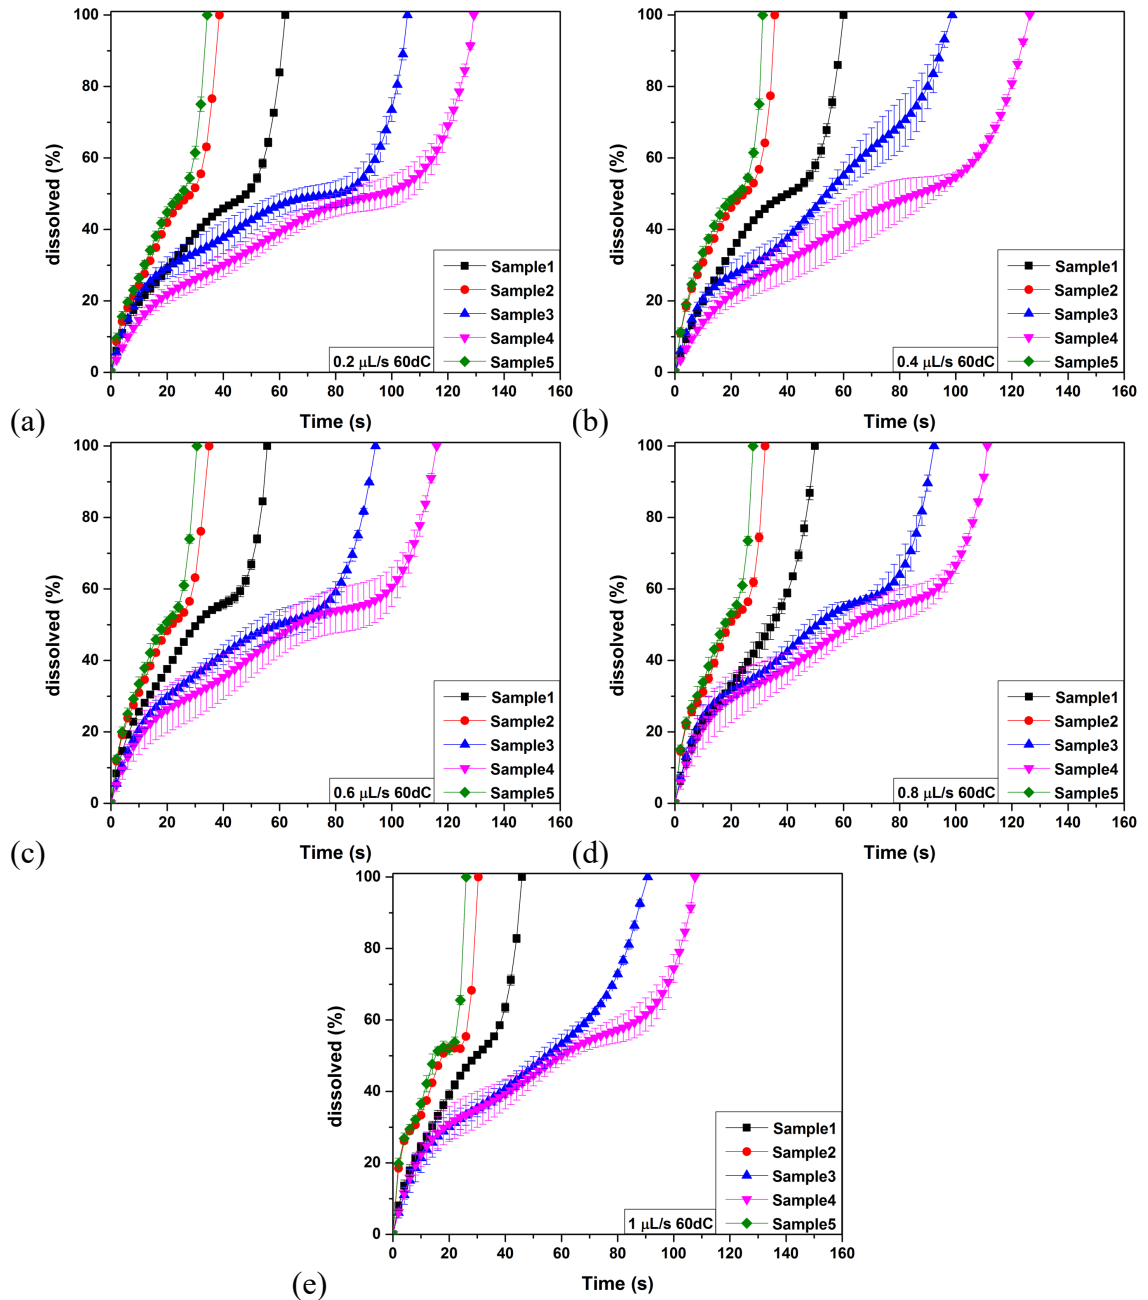 100
80
60
40
20
0
dissolved (%)
Sample1
Sample2
Sample3
Sample4
Sample5
0.2 μL/s 60dC
0 20 40 60 80 100 120 140 160
Time (s)
(a)
100
80
60
40
20
0
dissolved (%)
Sample1
Sample2
Sample3
Sample4
Sample5
0.4 μL/s 60dC
0 20 40 60 80 100 120 140 160
Time (s)
(b)
100
80
60
40
20
0
dissolved (%)
Sample1
Sample2
Sample3
Sample4
Sample5
0.6 μL/s 60dC
0 20 40 60 80 100 120 140 160
Time (s)
(c)
100
80
60
40
20
0
dissolved (%)
Sample1
Sample2
Sample3
Sample4
Sample5
0.8 μL/s 60dC
0 20 40 60 80 100 120 140 160
Time (s)
(d)
100
80
60
40
20
0
dissolved (%)
Sample1
Sample2
Sample3
Sample4
Sample5
1 μL/s 60dC
0 20 40 60 80 100 120 140 160
Time (s)
(e)